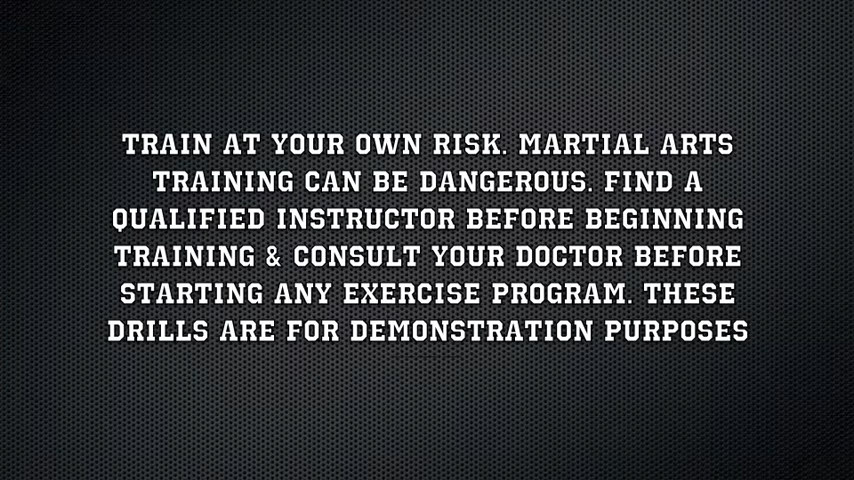 TRAIN AT YOUR OWN RISK. MARTIAL ARTS
TRAINING CAN BE DANGEROUS. FIND A
QUALIFIED INSTRUCTOR BEFORE BEGINNING
TRAINING & CONSULT YOUR DOCTOR BEFORE
STARTING ANY EXERCISE PROGRAM. THESE
DRILLS ARE FOR DEMONSTRATION PURPOSES